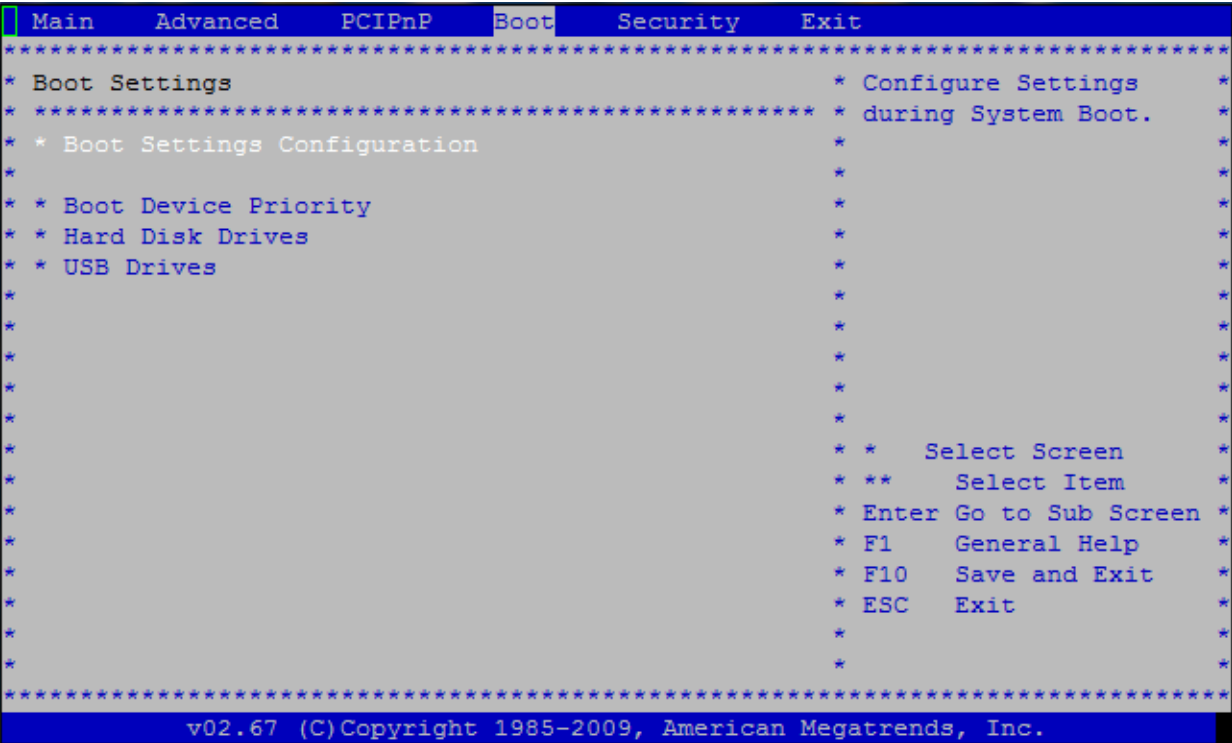 Main Advanced PCIPnP Boot Security Exit
********************************************************************************
* Boot Settings * Configure Settings *
* *************************************************** * during System Boot. *
* * Boot Settings Configuration * *
* * *
* * Boot Device Priority * *
* * Hard Disk Drives * *
* * USB Drives * *
* * *
* * *
* * *
* * *
* * *
* * * Select Screen *
* * ** Select Item *
* * Enter Go to Sub Screen *
* * F1 General Help *
* * F10 Save and Exit *
* * ESC Exit *
* * *
* * *
********************************************************************************
v02.67 (C)Copyright 1985-2009, American Megatrends, Inc.